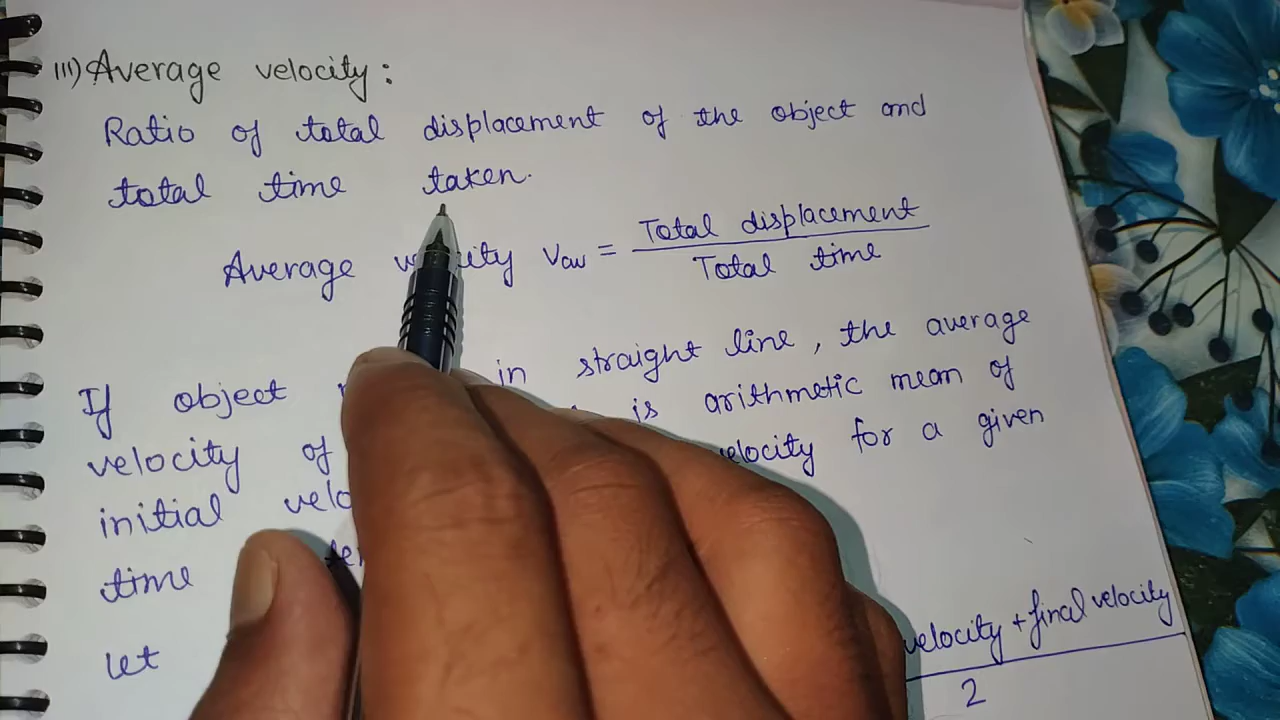 III) Average velocity:
Ratio of total displacement of the object and
total time taken.
Average velocity Vav = Total displacement
Total time
If object in straight line, the average
velocity of is arithmetic mean of
initial velocity for a given
time
Let velocity + final velocity
2